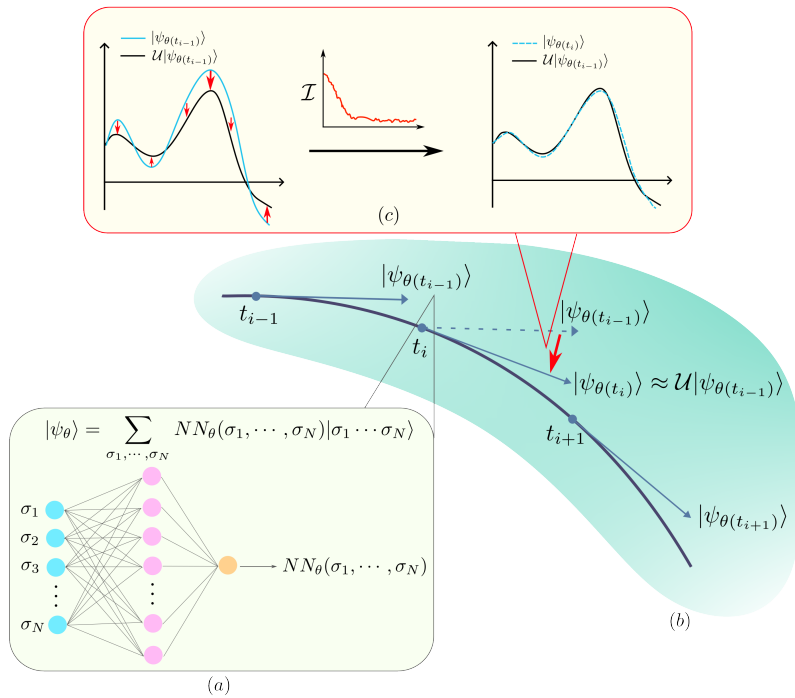 |ψ_{θ(t_{i−1})}⟩
𝒰|ψ_{θ(t_{i−1})}⟩
ℐ
|ψ_{θ(t_i)}⟩
𝒰|ψ_{θ(t_{i−1})}⟩
(c)
|ψ_{θ(t_{i−1})}⟩
t_{i−1}
|ψ_{θ(t_{i−1})}⟩
t_i
|ψ_{θ(t_i)}⟩ ≈ 𝒰|ψ_{θ(t_{i−1})}⟩
t_{i+1}
|ψ_{θ(t_{i+1})}⟩
(b)
|ψ_θ⟩ = ∑_{σ_1,⋯,σ_N} NN_θ(σ_1, ⋯ , σ_N)|σ_1 ⋯ σ_N⟩
σ_1
σ_2
σ_3
⋮
σ_N
NN_θ(σ_1, ⋯ , σ_N)
(a)